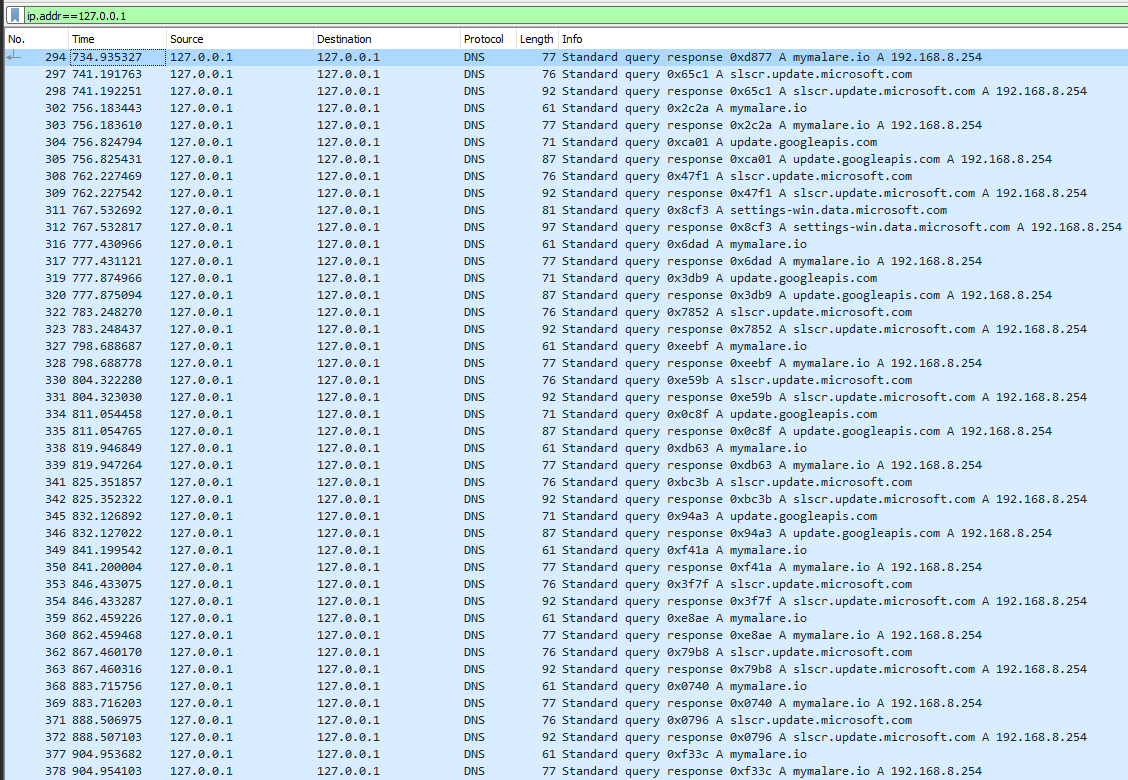 ip.addr==127.0.0.1
No. Time Source Destination Protocol Length Info
294 734.935327 127.0.0.1 127.0.0.1 DNS 77 Standard query response 0xd877 A mymalare.io A 192.168.8.254
297 741.191763 127.0.0.1 127.0.0.1 DNS 76 Standard query 0x65c1 A slscr.update.microsoft.com
298 741.192251 127.0.0.1 127.0.0.1 DNS 92 Standard query response 0x65c1 A slscr.update.microsoft.com A 192.168.8.254
302 756.183443 127.0.0.1 127.0.0.1 DNS 61 Standard query 0x2c2a A mymalare.io
303 756.183610 127.0.0.1 127.0.0.1 DNS 77 Standard query response 0x2c2a A mymalare.io A 192.168.8.254
304 756.824794 127.0.0.1 127.0.0.1 DNS 71 Standard query 0xca01 A update.googleapis.com
305 756.825431 127.0.0.1 127.0.0.1 DNS 87 Standard query response 0xca01 A update.googleapis.com A 192.168.8.254
308 762.227469 127.0.0.1 127.0.0.1 DNS 76 Standard query 0x47f1 A slscr.update.microsoft.com
309 762.227542 127.0.0.1 127.0.0.1 DNS 92 Standard query response 0x47f1 A slscr.update.microsoft.com A 192.168.8.254
311 767.532692 127.0.0.1 127.0.0.1 DNS 81 Standard query 0x8cf3 A settings-win.data.microsoft.com
312 767.532817 127.0.0.1 127.0.0.1 DNS 97 Standard query response 0x8cf3 A settings-win.data.microsoft.com A 192.168.8.254
316 777.430966 127.0.0.1 127.0.0.1 DNS 61 Standard query 0x6dad A mymalare.io
317 777.431121 127.0.0.1 127.0.0.1 DNS 77 Standard query response 0x6dad A mymalare.io A 192.168.8.254
319 777.874966 127.0.0.1 127.0.0.1 DNS 71 Standard query 0x3db9 A update.googleapis.com
320 777.875094 127.0.0.1 127.0.0.1 DNS 87 Standard query response 0x3db9 A update.googleapis.com A 192.168.8.254
322 783.248270 127.0.0.1 127.0.0.1 DNS 76 Standard query 0x7852 A slscr.update.microsoft.com
323 783.248437 127.0.0.1 127.0.0.1 DNS 92 Standard query response 0x7852 A slscr.update.microsoft.com A 192.168.8.254
327 798.688687 127.0.0.1 127.0.0.1 DNS 61 Standard query 0xeebf A mymalare.io
328 798.688778 127.0.0.1 127.0.0.1 DNS 77 Standard query response 0xeebf A mymalare.io A 192.168.8.254
330 804.322280 127.0.0.1 127.0.0.1 DNS 76 Standard query 0xe59b A slscr.update.microsoft.com
331 804.323030 127.0.0.1 127.0.0.1 DNS 92 Standard query response 0xe59b A slscr.update.microsoft.com A 192.168.8.254
334 811.054458 127.0.0.1 127.0.0.1 DNS 71 Standard query 0x0c8f A update.googleapis.com
335 811.054765 127.0.0.1 127.0.0.1 DNS 87 Standard query response 0x0c8f A update.googleapis.com A 192.168.8.254
338 819.946849 127.0.0.1 127.0.0.1 DNS 61 Standard query 0xdb63 A mymalare.io
339 819.947264 127.0.0.1 127.0.0.1 DNS 77 Standard query response 0xdb63 A mymalare.io A 192.168.8.254
341 825.351857 127.0.0.1 127.0.0.1 DNS 76 Standard query 0xbc3b A slscr.update.microsoft.com
342 825.352322 127.0.0.1 127.0.0.1 DNS 92 Standard query response 0xbc3b A slscr.update.microsoft.com A 192.168.8.254
345 832.126892 127.0.0.1 127.0.0.1 DNS 71 Standard query 0x94a3 A update.googleapis.com
346 832.127022 127.0.0.1 127.0.0.1 DNS 87 Standard query response 0x94a3 A update.googleapis.com A 192.168.8.254
349 841.199542 127.0.0.1 127.0.0.1 DNS 61 Standard query 0xf41a A mymalare.io
350 841.200004 127.0.0.1 127.0.0.1 DNS 77 Standard query response 0xf41a A mymalare.io A 192.168.8.254
353 846.433075 127.0.0.1 127.0.0.1 DNS 76 Standard query 0x3f7f A slscr.update.microsoft.com
354 846.433287 127.0.0.1 127.0.0.1 DNS 92 Standard query response 0x3f7f A slscr.update.microsoft.com A 192.168.8.254
359 862.459226 127.0.0.1 127.0.0.1 DNS 61 Standard query 0xe8ae A mymalare.io
360 862.459468 127.0.0.1 127.0.0.1 DNS 77 Standard query response 0xe8ae A mymalare.io A 192.168.8.254
362 867.460170 127.0.0.1 127.0.0.1 DNS 76 Standard query 0x79b8 A slscr.update.microsoft.com
363 867.460316 127.0.0.1 127.0.0.1 DNS 92 Standard query response 0x79b8 A slscr.update.microsoft.com A 192.168.8.254
368 883.715756 127.0.0.1 127.0.0.1 DNS 61 Standard query 0x0740 A mymalare.io
369 883.716203 127.0.0.1 127.0.0.1 DNS 77 Standard query response 0x0740 A mymalare.io A 192.168.8.254
371 888.506975 127.0.0.1 127.0.0.1 DNS 76 Standard query 0x0796 A slscr.update.microsoft.com
372 888.507103 127.0.0.1 127.0.0.1 DNS 92 Standard query response 0x0796 A slscr.update.microsoft.com A 192.168.8.254
377 904.953682 127.0.0.1 127.0.0.1 DNS 61 Standard query 0xf33c A mymalare.io
378 904.954103 127.0.0.1 127.0.0.1 DNS 77 Standard query response 0xf33c A mymalare.io A 192.168.8.254